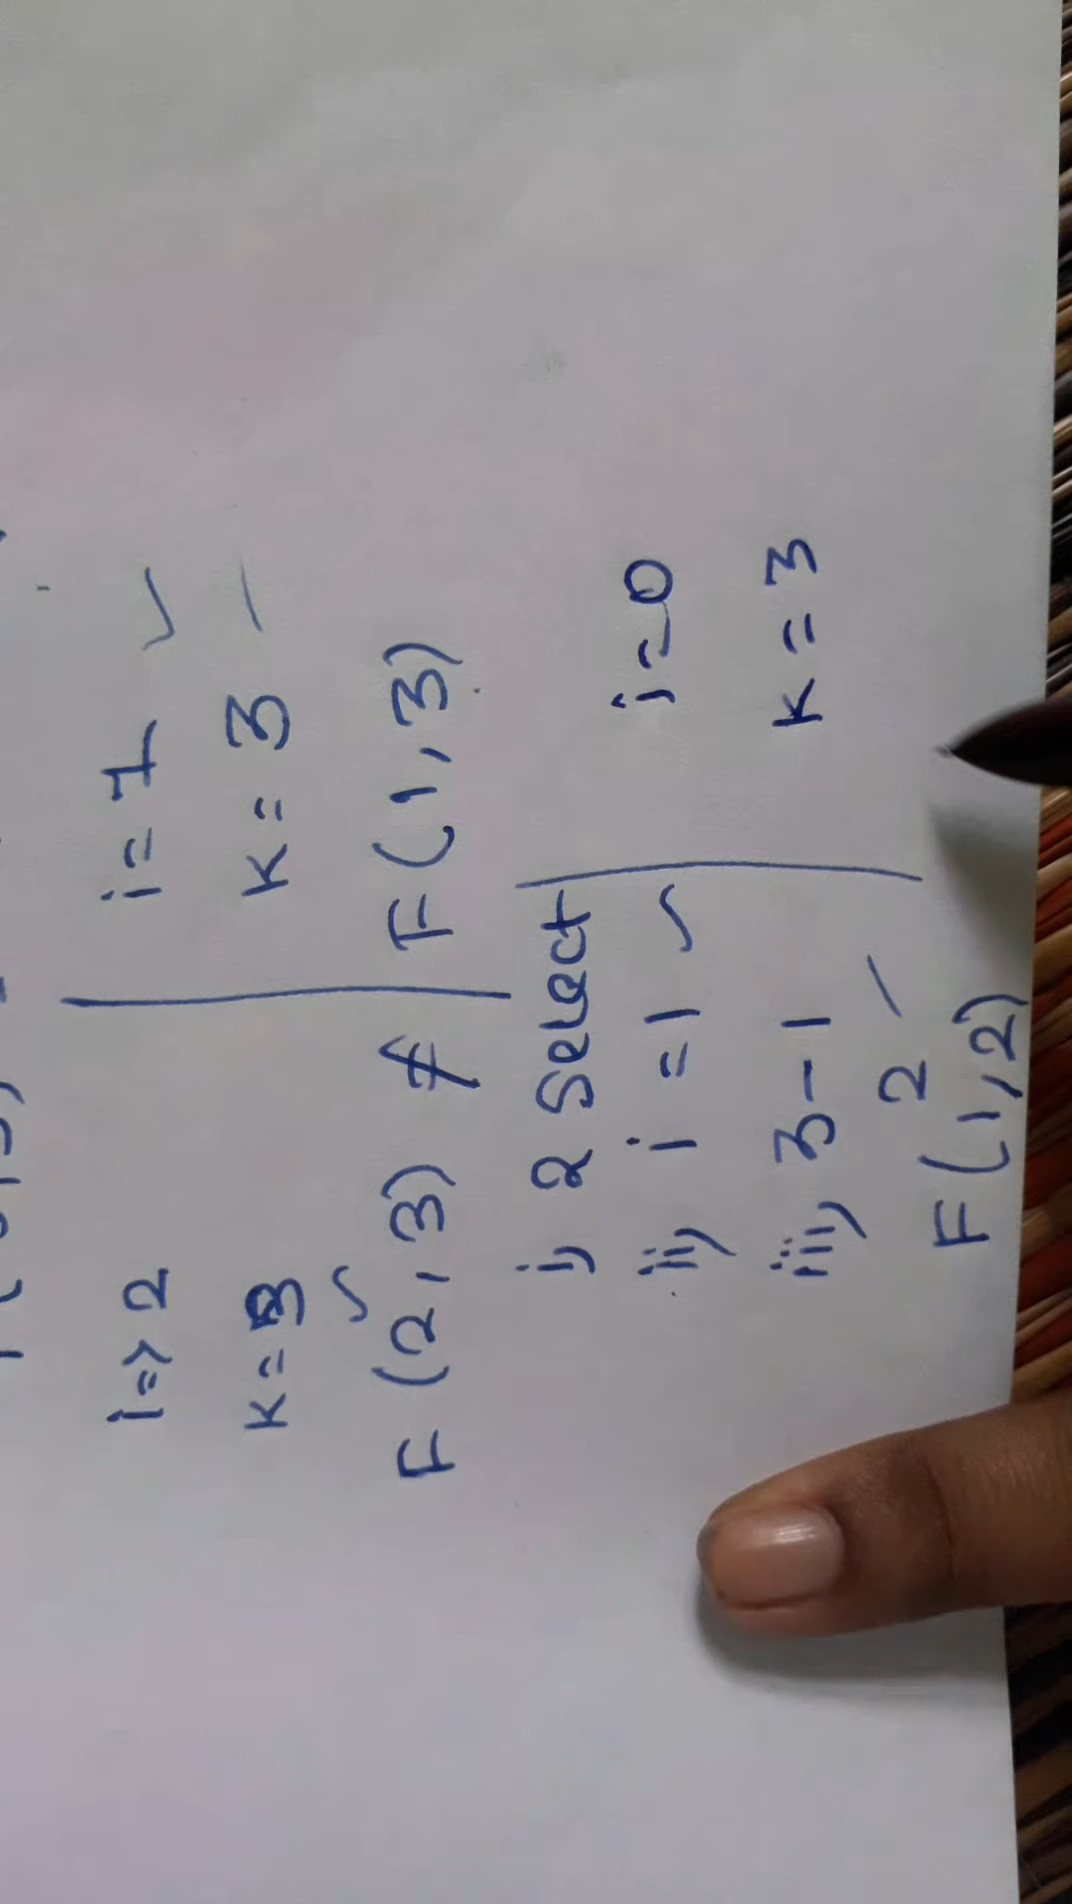 i => 2 i = 1 ✓
K = 3 K = 3
F (2,3) ≠ F (1,3)
i, 2 Select
ii, i = 1 ✓ i = 0
iii, 3 - 1 K = 3
2
F (1,2)